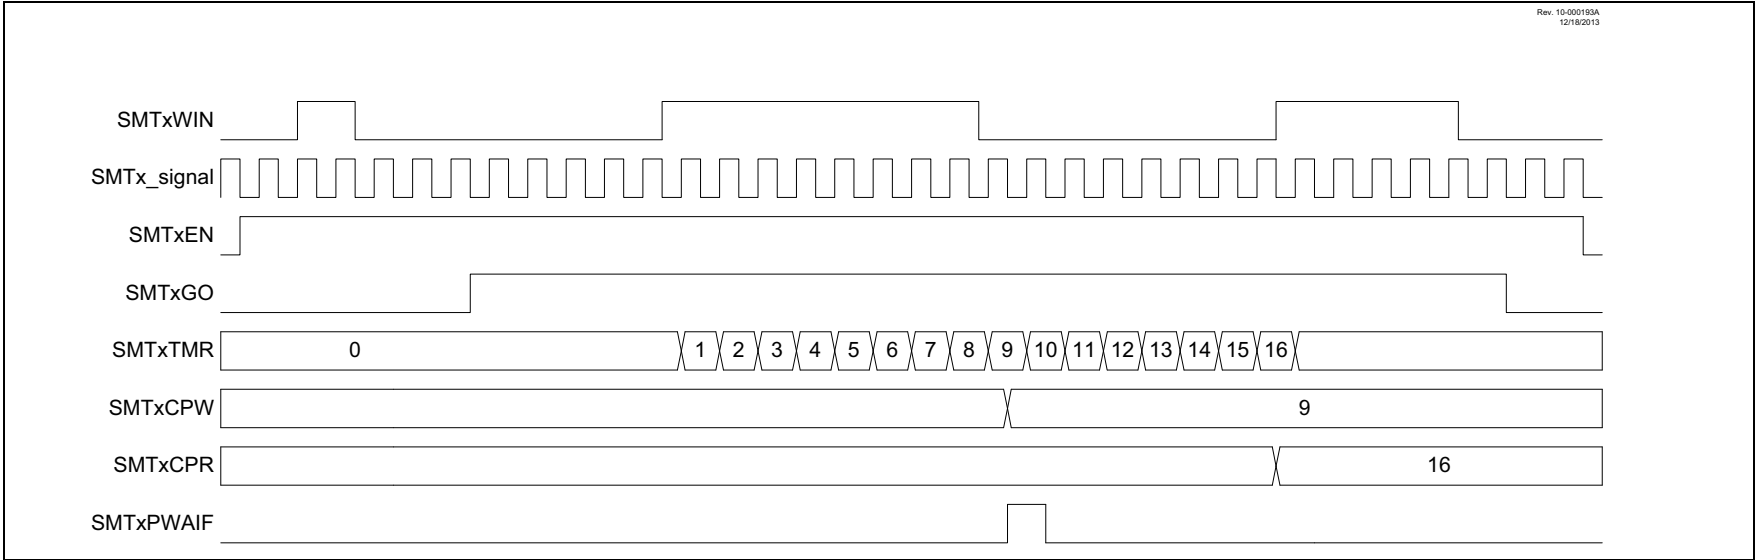 Rev. 10-000193A
12/18/2013
SMTxWIN
SMTx_signal
SMTxEN
SMTxGO
SMTxTMR 0 1 2 3 4 5 6 7 8 9 10 11 12 13 14 15 16
SMTxCPW 9
SMTxCPR 16
SMTxPWAIF